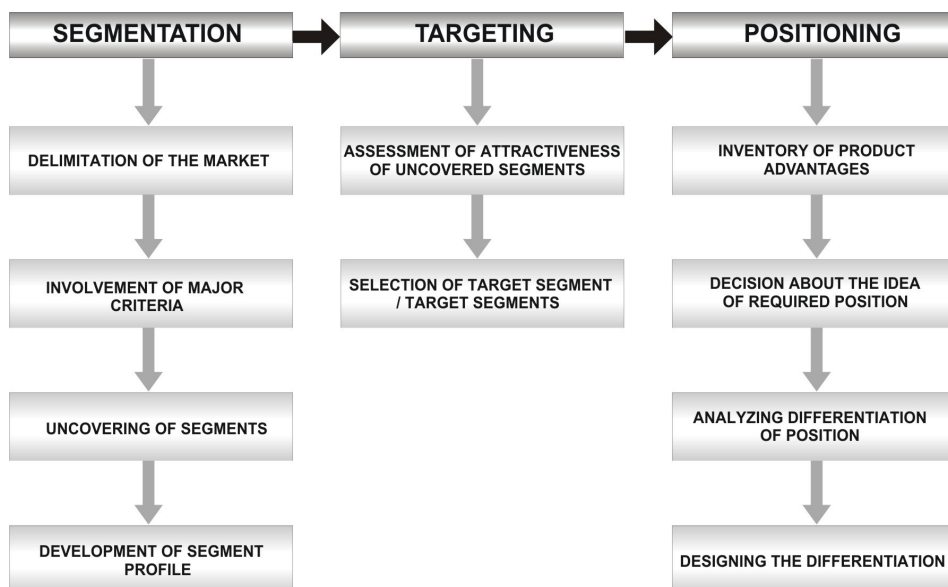 SEGMENTATION
TARGETING
POSITIONING
DELIMITATION OF THE MARKET
ASSESSMENT OF ATTRACTIVENESS
OF UNCOVERED SEGMENTS
INVENTORY OF PRODUCT
ADVANTAGES
INVOLVEMENT OF MAJOR
CRITERIA
SELECTION OF TARGET SEGMENT
/ TARGET SEGMENTS
DECISION ABOUT THE IDEA
OF REQUIRED POSITION
UNCOVERING OF SEGMENTS
ANALYZING DIFFERENTIATION
OF POSITION
DEVELOPMENT OF SEGMENT
PROFILE
DESIGNING THE DIFFERENTIATION